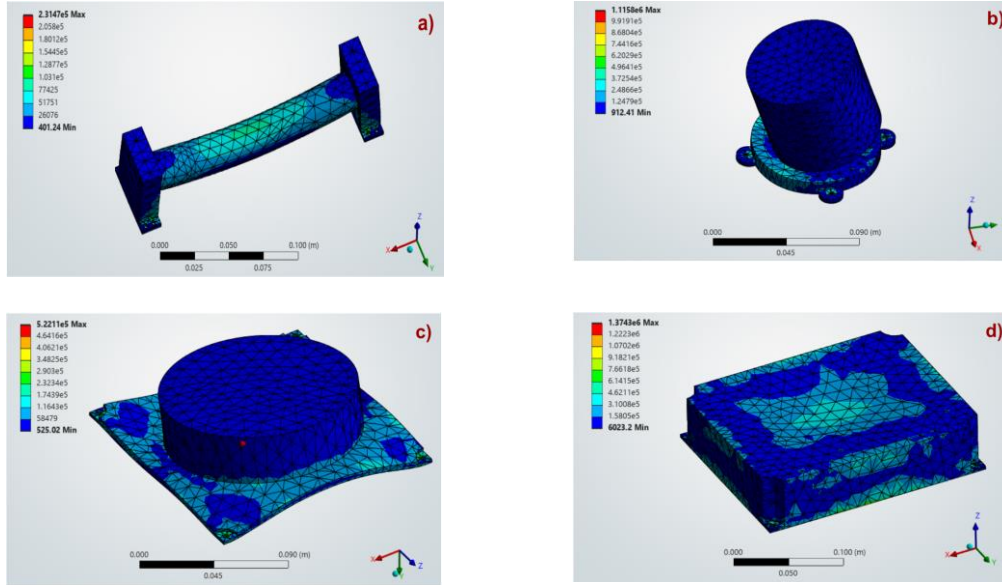 2.3147e5 Max
2.058e5
1.8012e5
1.5445e5
1.2877e5
1.031e5
77425
51751
26076
401.24 Min
a)
0.000 0.050 0.100 (m)
0.025 0.075
Z
X
Y
1.1158e6 Max
9.9191e5
8.6804e5
7.4416e5
6.2029e5
4.9641e5
3.7254e5
2.4866e5
1.2479e5
912.41 Min
b)
0.000 0.090 (m)
0.045
Z
X
5.2211e5 Max
4.6416e5
4.0621e5
3.4825e5
2.903e5
2.3234e5
1.7439e5
1.1643e5
58479
525.02 Min
c)
0.000 0.090 (m)
0.045
X
Z
Y
1.3743e6 Max
1.2223e6
1.0702e6
9.1821e5
7.6618e5
6.1415e5
4.6211e5
3.1008e5
1.5805e5
6023.2 Min
d)
0.000 0.100 (m)
0.050
Z
X
Y